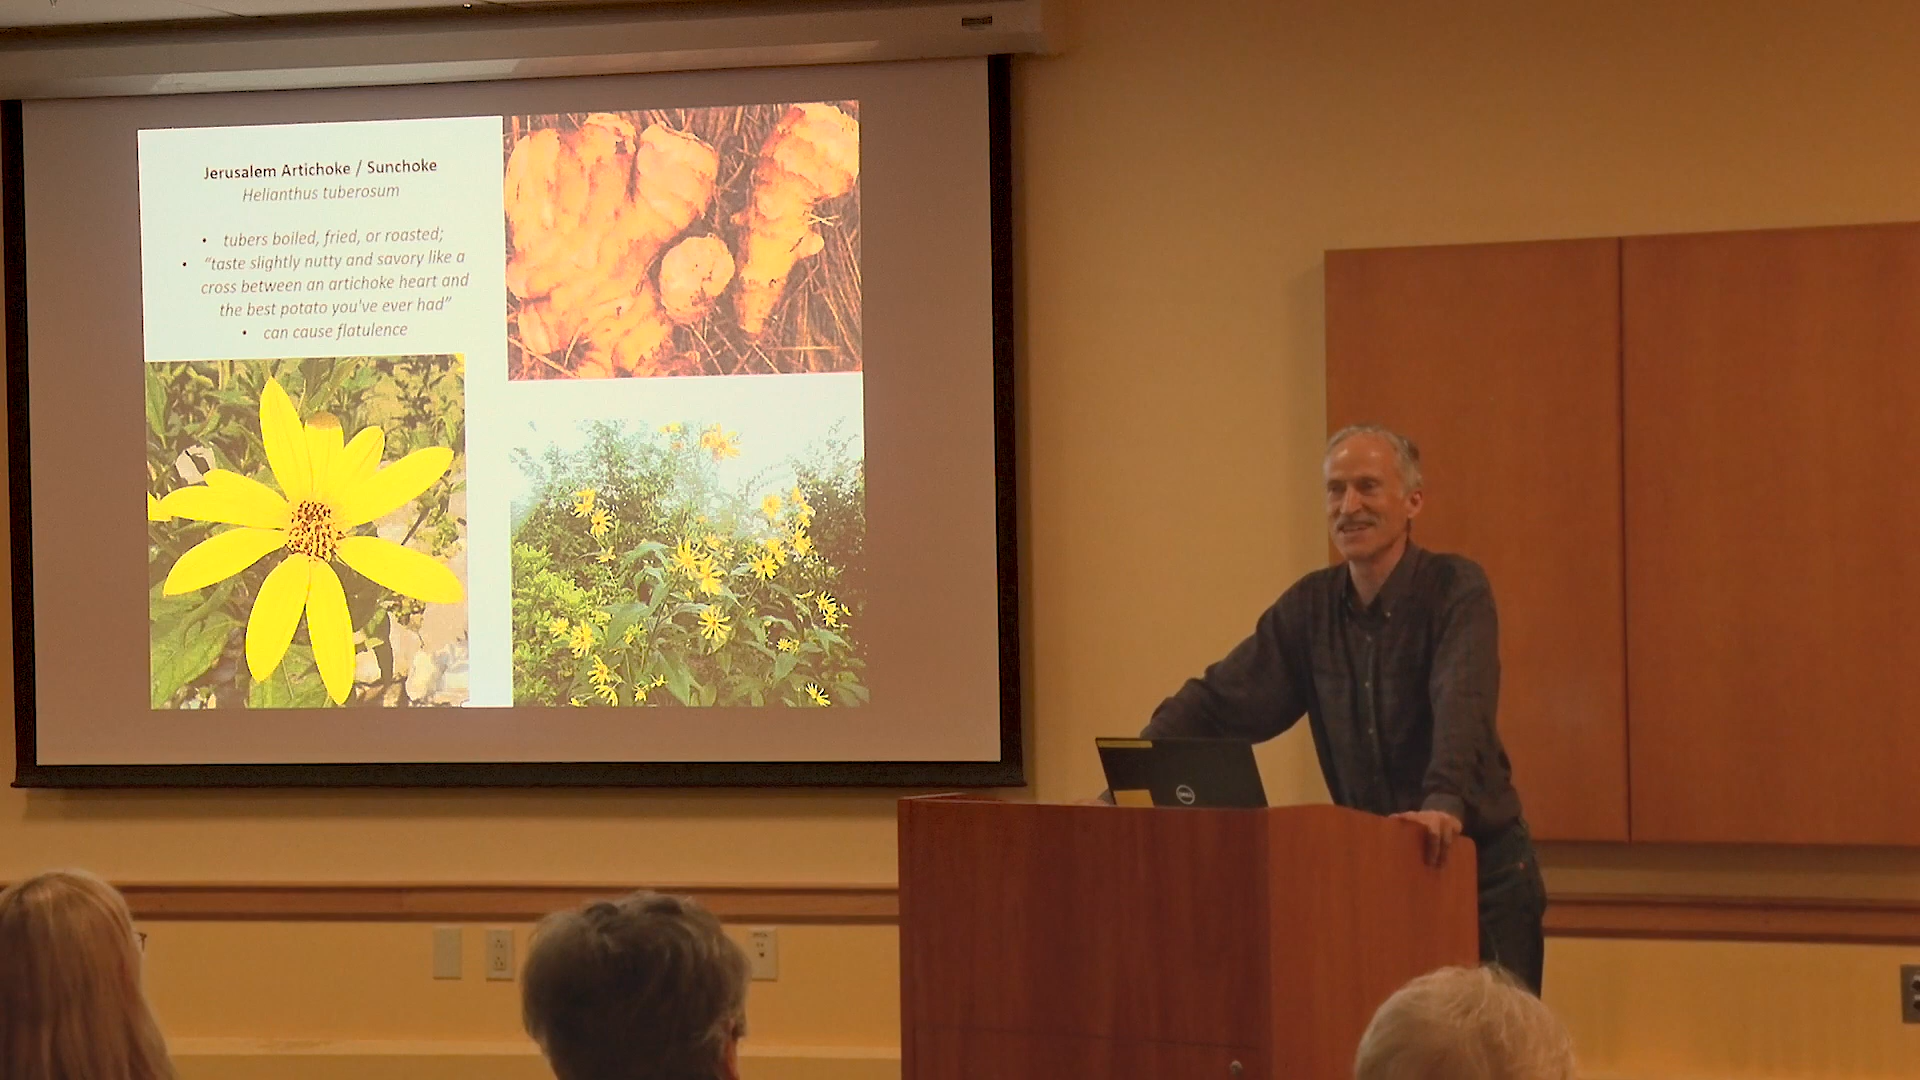 Jerusalem Artichoke / Sunchoke
Helianthus tuberosum
• tubers boiled, fried, or roasted;
• "taste slightly nutty and savory like a
cross between an artichoke heart and
the best potato you've ever had"
• can cause flatulence
DELL